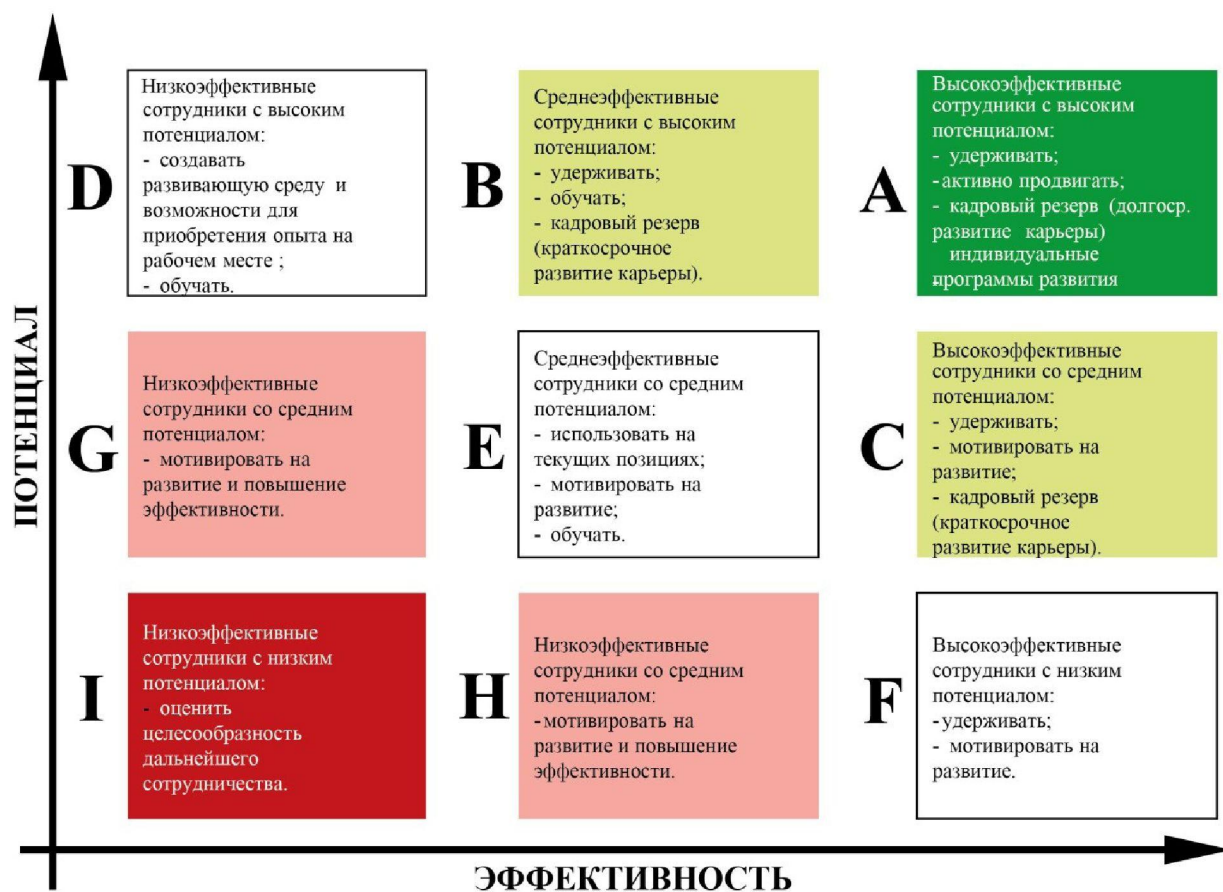 ПОТЕНЦИАЛ
D
Низкоэффективные
сотрудники с высоким
потенциалом:
- создавать
развивающую среду и
возможности для
приобретения опыта на
рабочем месте ;
- обучать.
B
Среднеэффективные
сотрудники с высоким
потенциалом:
- удерживать;
- обучать;
- кадровый резерв
(краткосрочное
развитие карьеры).
A
Высокоэффективные
сотрудники с высоким
потенциалом:
- удерживать;
-активно продвигать;
- кадровый резерв (долгоср.
развитие карьеры)
индивидуальные
-программы развития
G
Низкоэффективные
сотрудники со средним
потенциалом:
- мотивировать на
развитие и повышение
эффективности.
E
Среднеэффективные
сотрудники со средним
потенциалом:
- использовать на
текущих позициях;
- мотивировать на
развитие;
- обучать.
C
Высокоэффективные
сотрудники со средним
потенциалом:
- удерживать;
- мотивировать на
развитие;
- кадровый резерв
(краткосрочное
развитие карьеры).
I
Низкоэффективные
сотрудники с низким
потенциалом:
- оценить
целесообразность
дальнейшего
сотрудничества.
H
Низкоэффективные
сотрудники со средним
потенциалом:
-мотивировать на
развитие и повышение
эффективности.
F
Высокоэффективные
сотрудники с низким
потенциалом:
-удерживать;
- мотивировать на
развитие.
ЭФФЕКТИВНОСТЬ